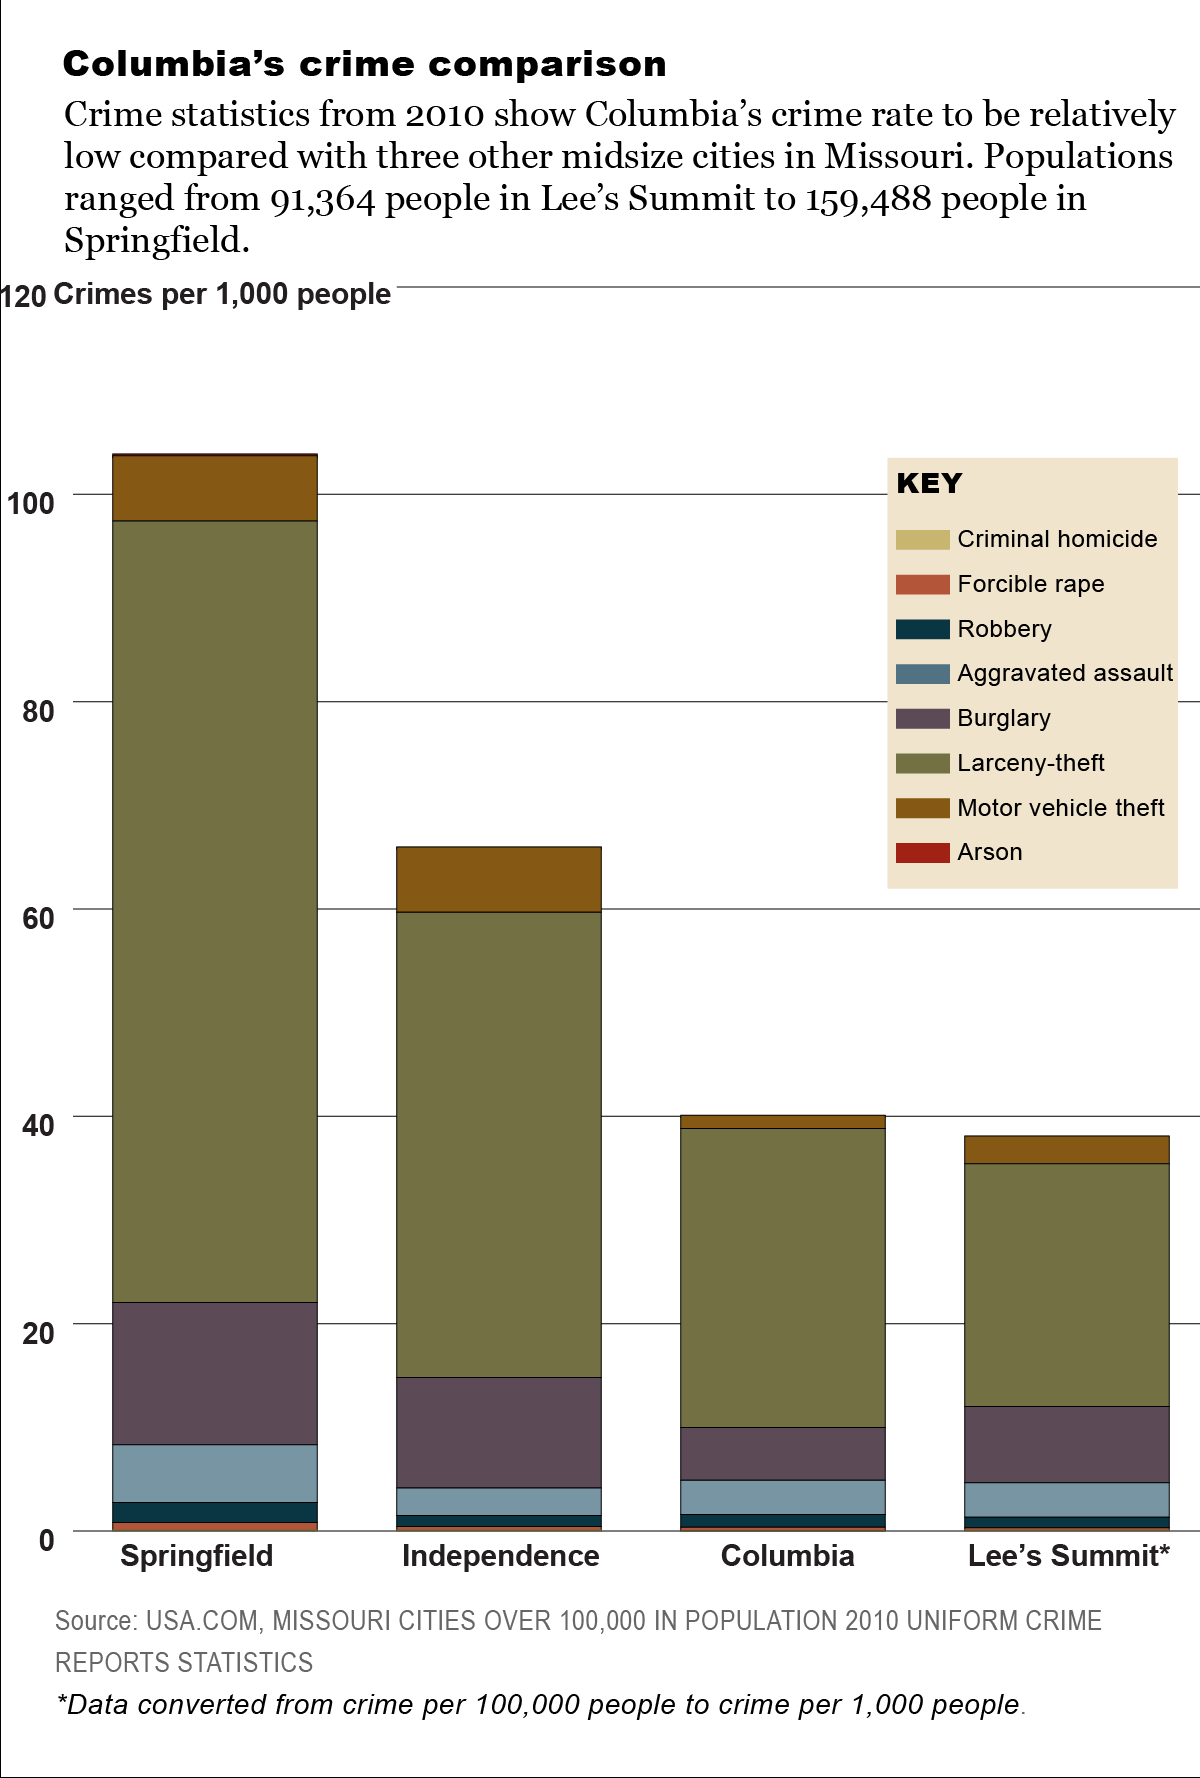 Columbia’s crime comparison
Crime statistics from 2010 show Columbia’s crime rate to be relatively
low compared with three other midsize cities in Missouri. Populations
ranged from 91,364 people in Lee’s Summit to 159,488 people in
Springfield.
120 Crimes per 1,000 people
100
80
60
40
20
0
KEY
Criminal homicide
Forcible rape
Robbery
Aggravated assault
Burglary
Larceny-theft
Motor vehicle theft
Arson
Springfield Independence Columbia Lee’s Summit*
Source: USA.COM, MISSOURI CITIES OVER 100,000 IN POPULATION 2010 UNIFORM CRIME
REPORTS STATISTICS
*Data converted from crime per 100,000 people to crime per 1,000 people.